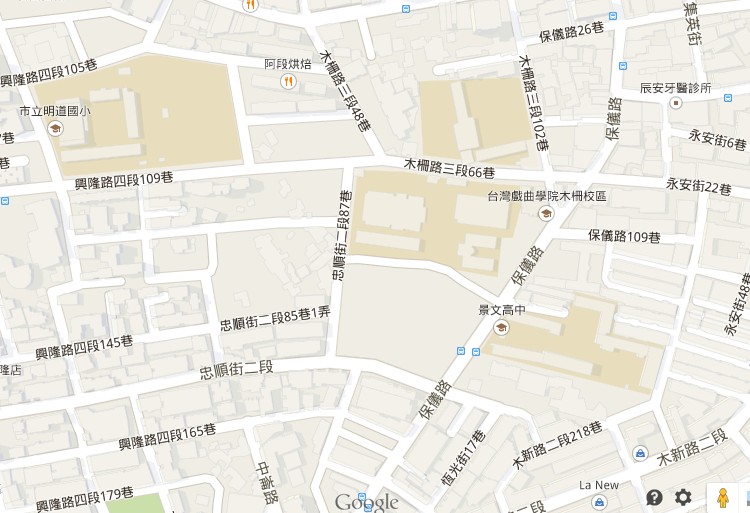 集英街
保儀路26巷
木柵路三段48巷
阿段烘焙
興隆路四段105巷
木柵路三段102巷
辰安牙醫診所
市立明道國小
保儀路
永安街6巷
巷
木柵路三段66巷
興隆路四段109巷
永安街22巷
忠順街二段87巷
台灣戲曲學院木柵校區
保儀路109巷
保儀路
永安街48巷
忠順街二段85巷1弄
景文高中
興隆路四段145巷
隆店
忠順街二段
保儀路
興隆路四段165巷
恆光街17巷
木新路二段218巷
木新路二段
中崙路
La New
興隆路四段179巷
二段
Google